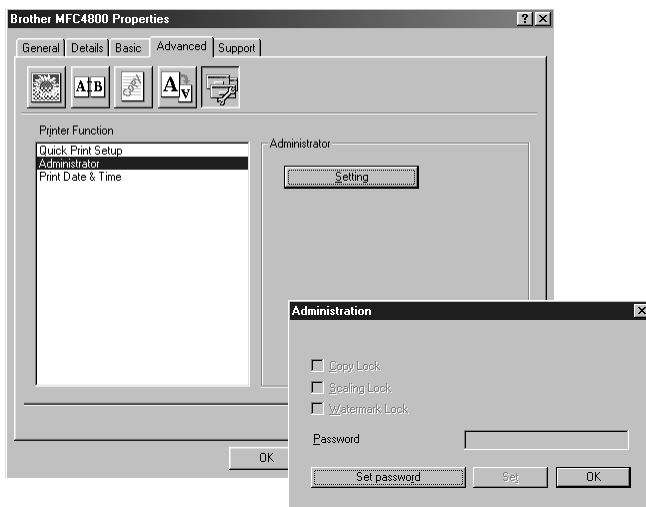 Brother MFC4800 Properties
General Details Basic Advanced Support
A B COPY A A
Printer Function
Quick Print Setup
Administrator
Print Date & Time
Administrator
Setting
OK
Administration
Copy Lock
Scaling Lock
Watermark Lock
Password
Set password Set OK